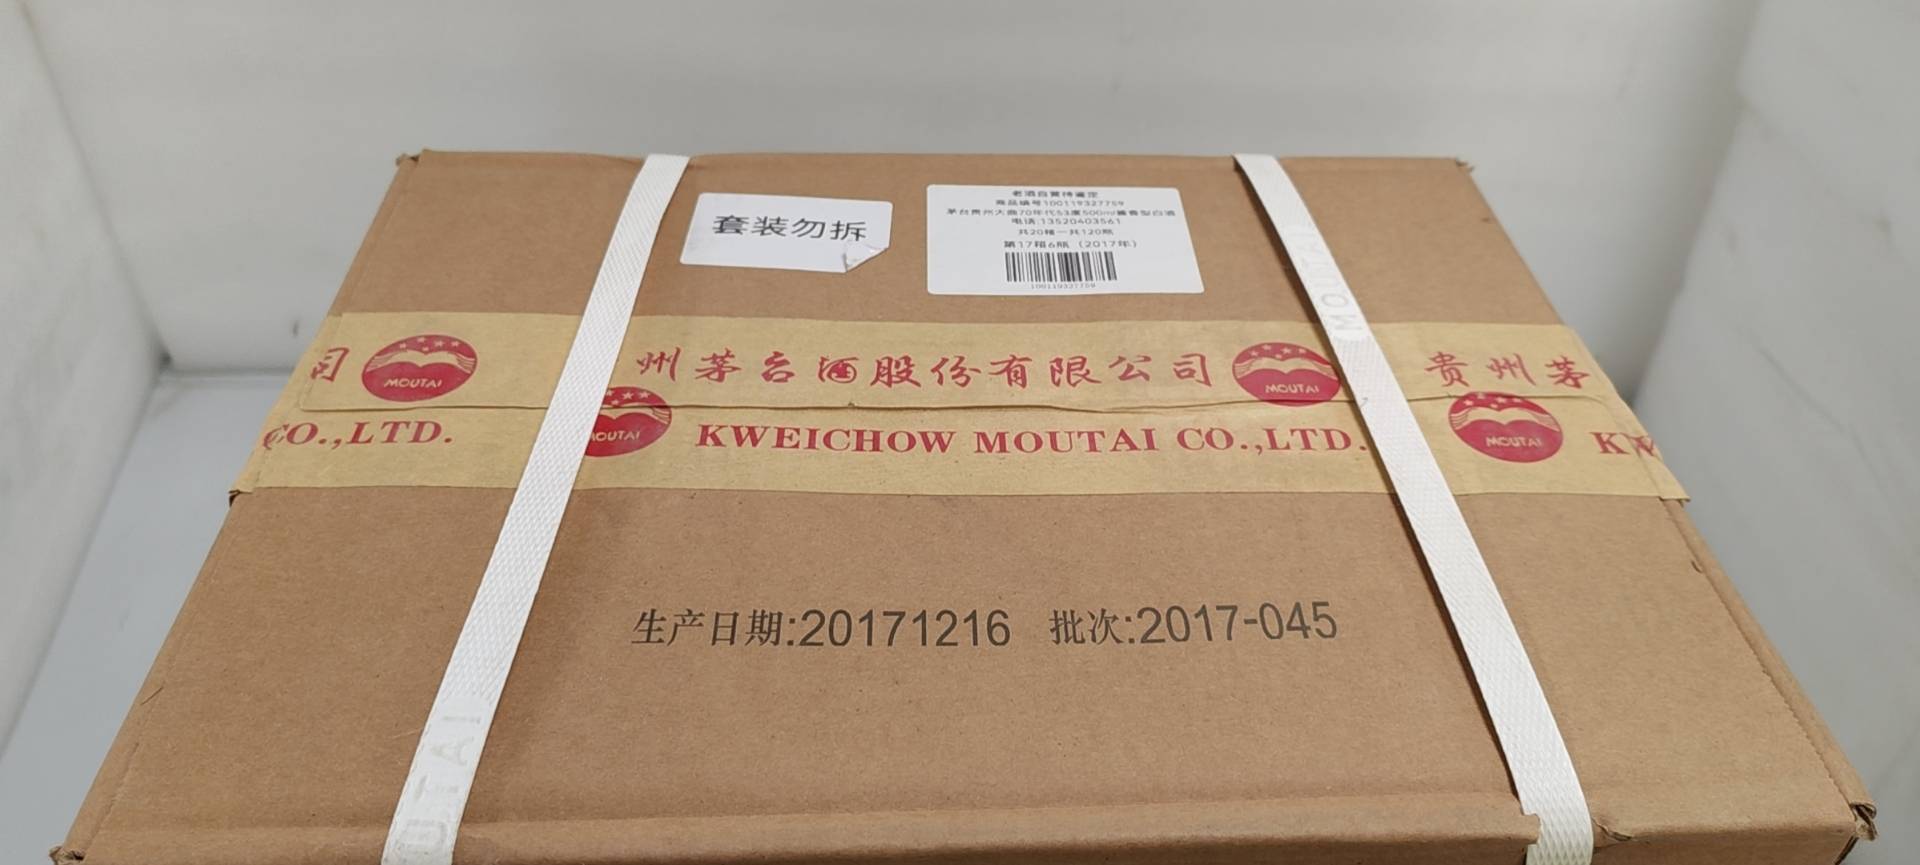 套装勿拆
老酒自营待鉴定
商品编号100119327759
茅台贵州大曲70年代53度500ml酱香型白酒
电话:13520403561
共20箱一共120瓶
第17箱6瓶（2017年）
100119327759
司 MOUTAI 州茅台酒股份有限公司 MOUTAI 贵州茅
CO.,LTD. MOUTAI KWEICHOW MOUTAI CO.,LTD. MOUTAI KW
生产日期:20171216 批次:2017-045
MOUTAI
OUTAI